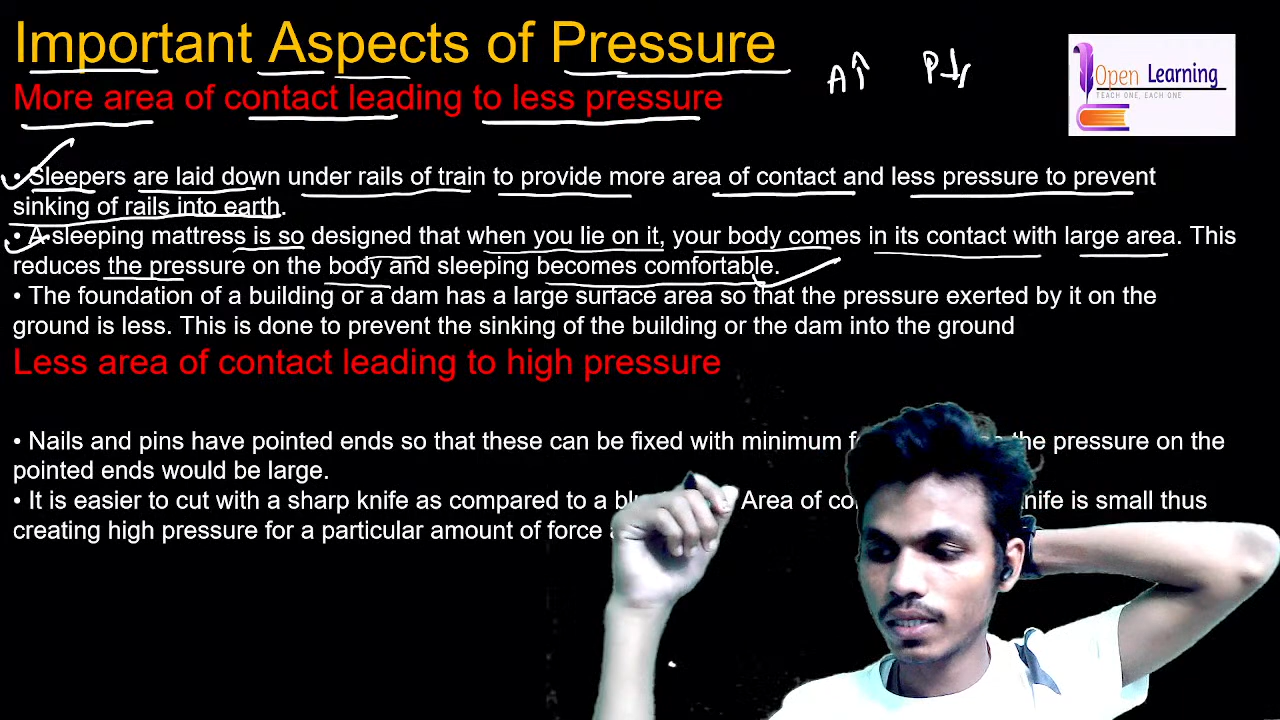 Important Aspects of Pressure
A↑ P↓
Open Learning
TEACH ONE, EACH ONE
More area of contact leading to less pressure
• Sleepers are laid down under rails of train to provide more area of contact and less pressure to prevent
sinking of rails into earth.
• A sleeping mattress is so designed that when you lie on it, your body comes in its contact with large area. This
reduces the pressure on the body and sleeping becomes comfortable.
• The foundation of a building or a dam has a large surface area so that the pressure exerted by it on the
ground is less. This is done to prevent the sinking of the building or the dam into the ground
Less area of contact leading to high pressure
• Nails and pins have pointed ends so that these can be fixed with minimum the pressure on the
pointed ends would be large.
• It is easier to cut with a sharp knife as compared to a Area of knife is small thus
creating high pressure for a particular amount of force